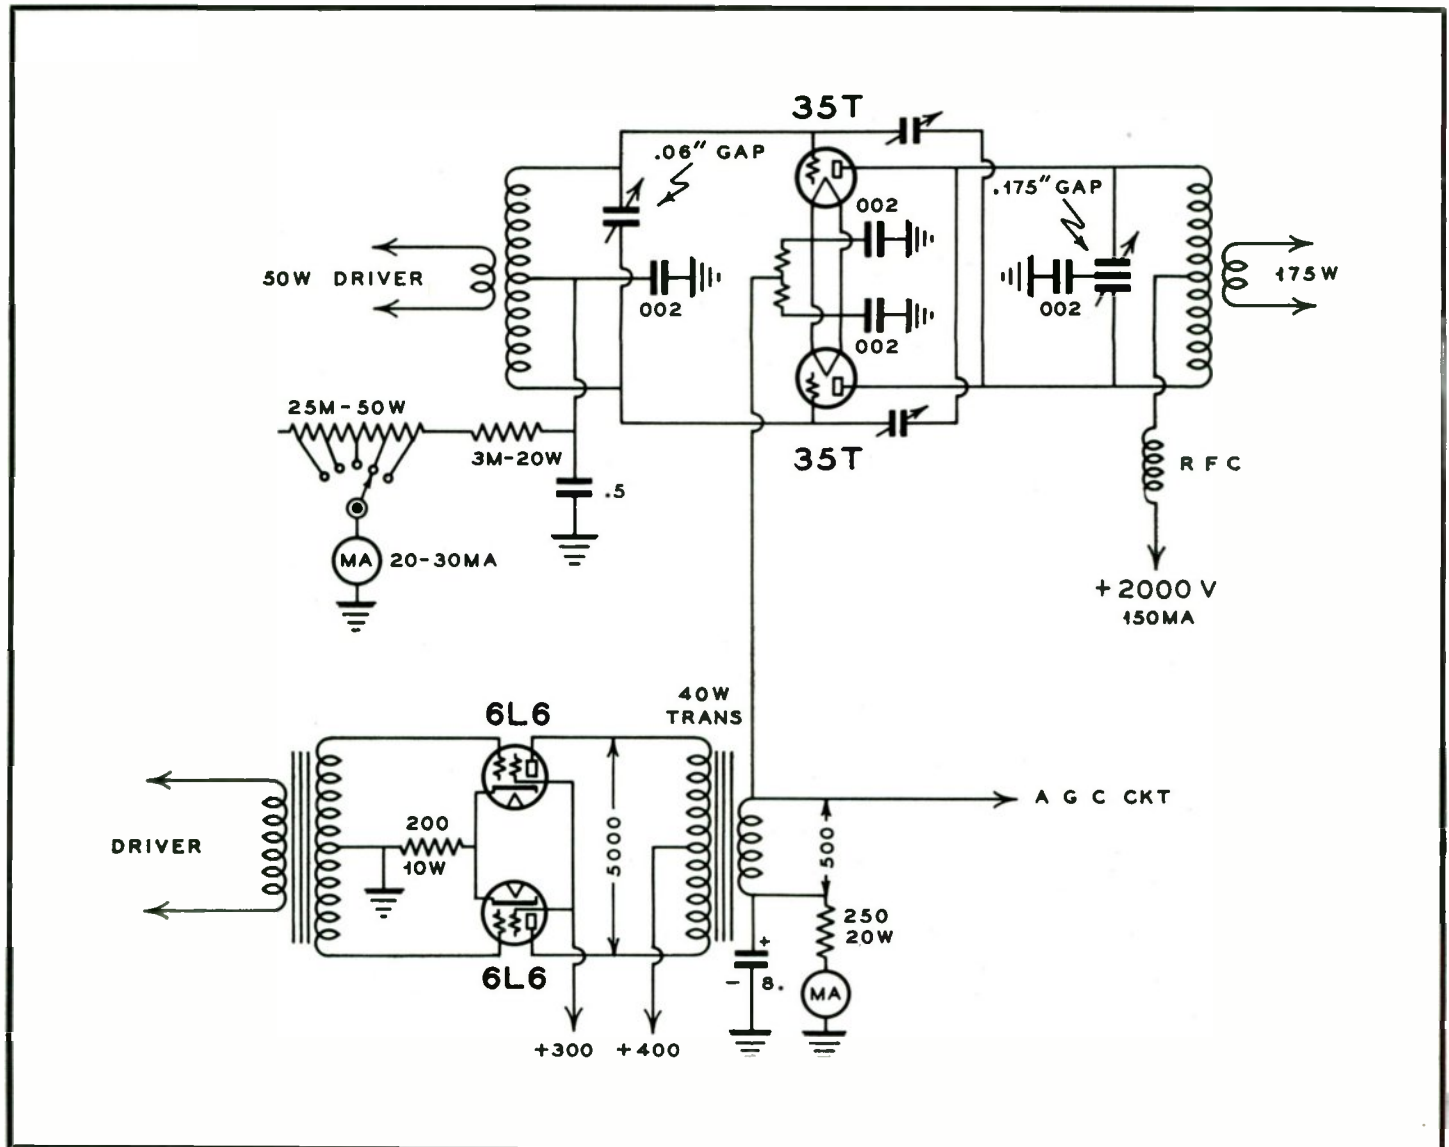 35T
.06" GAP
.175" GAP
002
50W DRIVER
002
002
175W
002
25M-50W
3M-20W
35T
RFC
.5
MA
20-30MA
+2000V
150MA
40W
TRANS
6L6
A G C CKT
DRIVER
200
10W
5000
500
250
20W
6L6
+
-
8.
MA
+300
+400